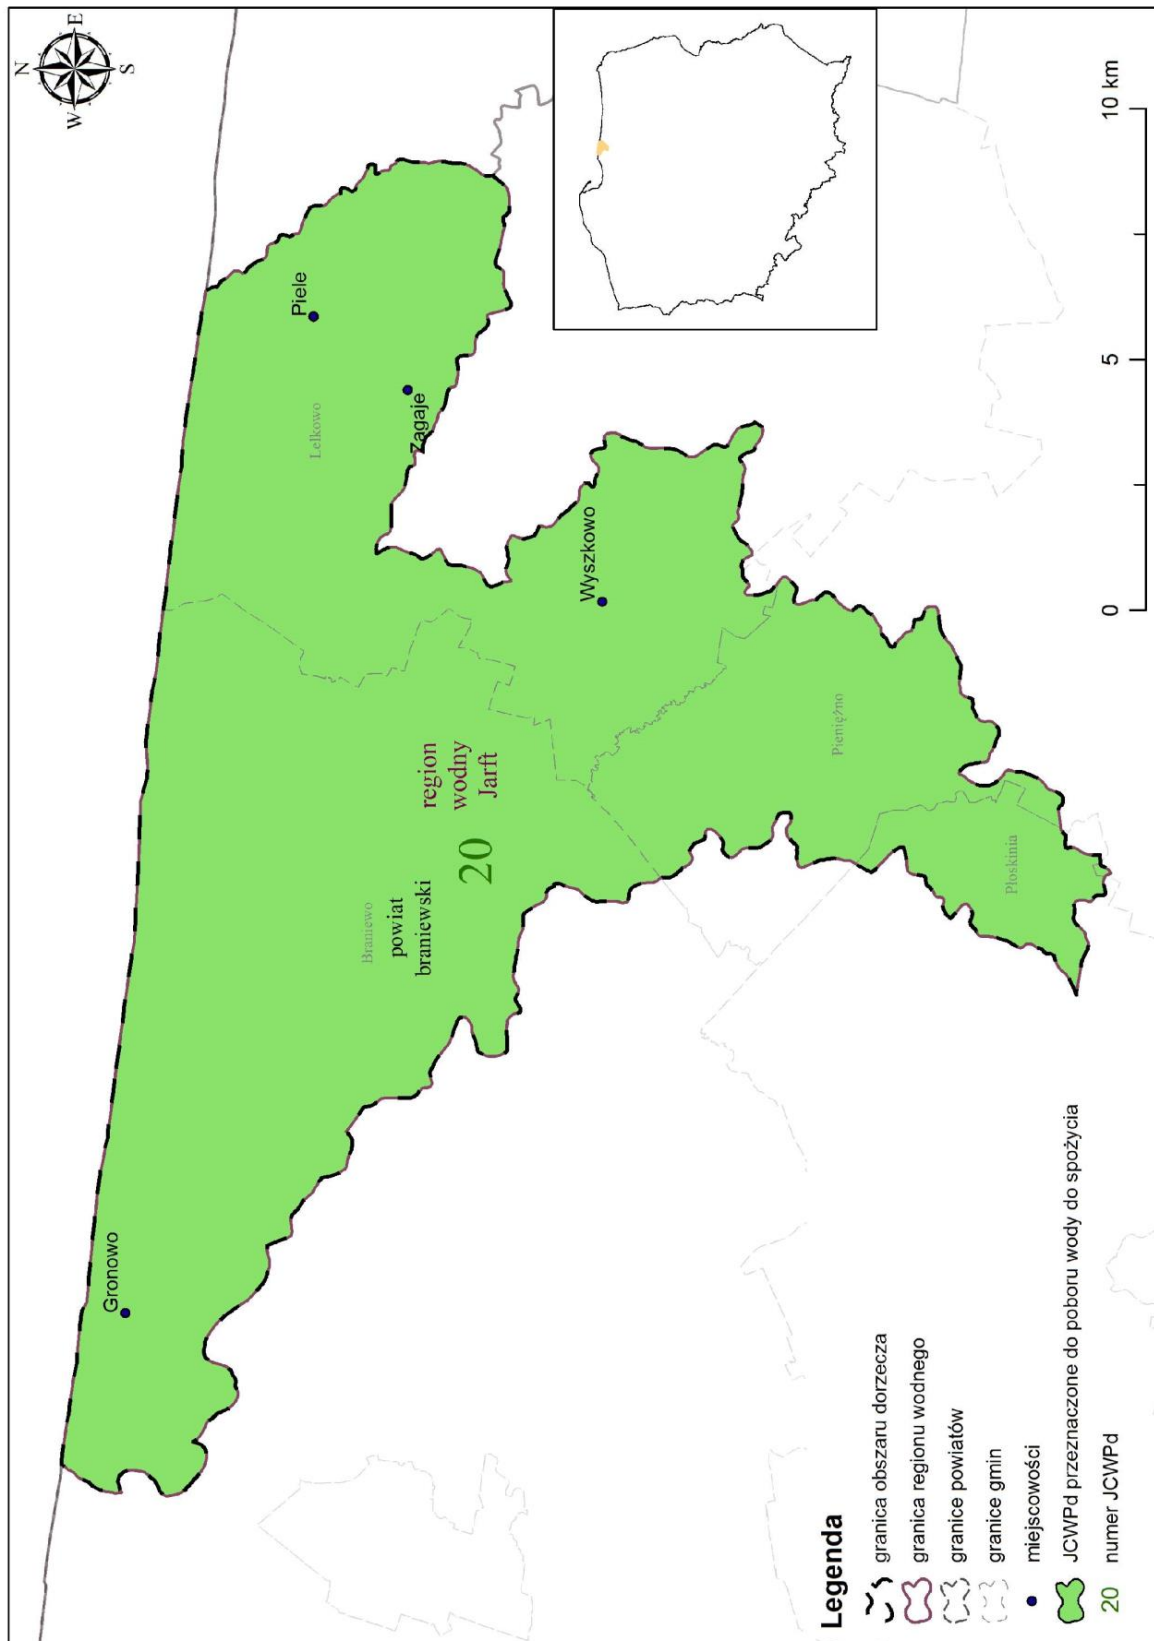 N
E
S
W
Gronowo
Piele
Lelkowo
Zagaje
Braniewo
powiat
braniewski
20
region
wodny
Jarft
Wyszkowo
Pieniężno
Płoskinia
Legenda
granica obszaru dorzecza
granica regionu wodnego
granice powiatów
granice gmin
miejscowości
JCWPd przeznaczone do poboru wody do spożycia
20 numer JCWPd
0 5 10 km